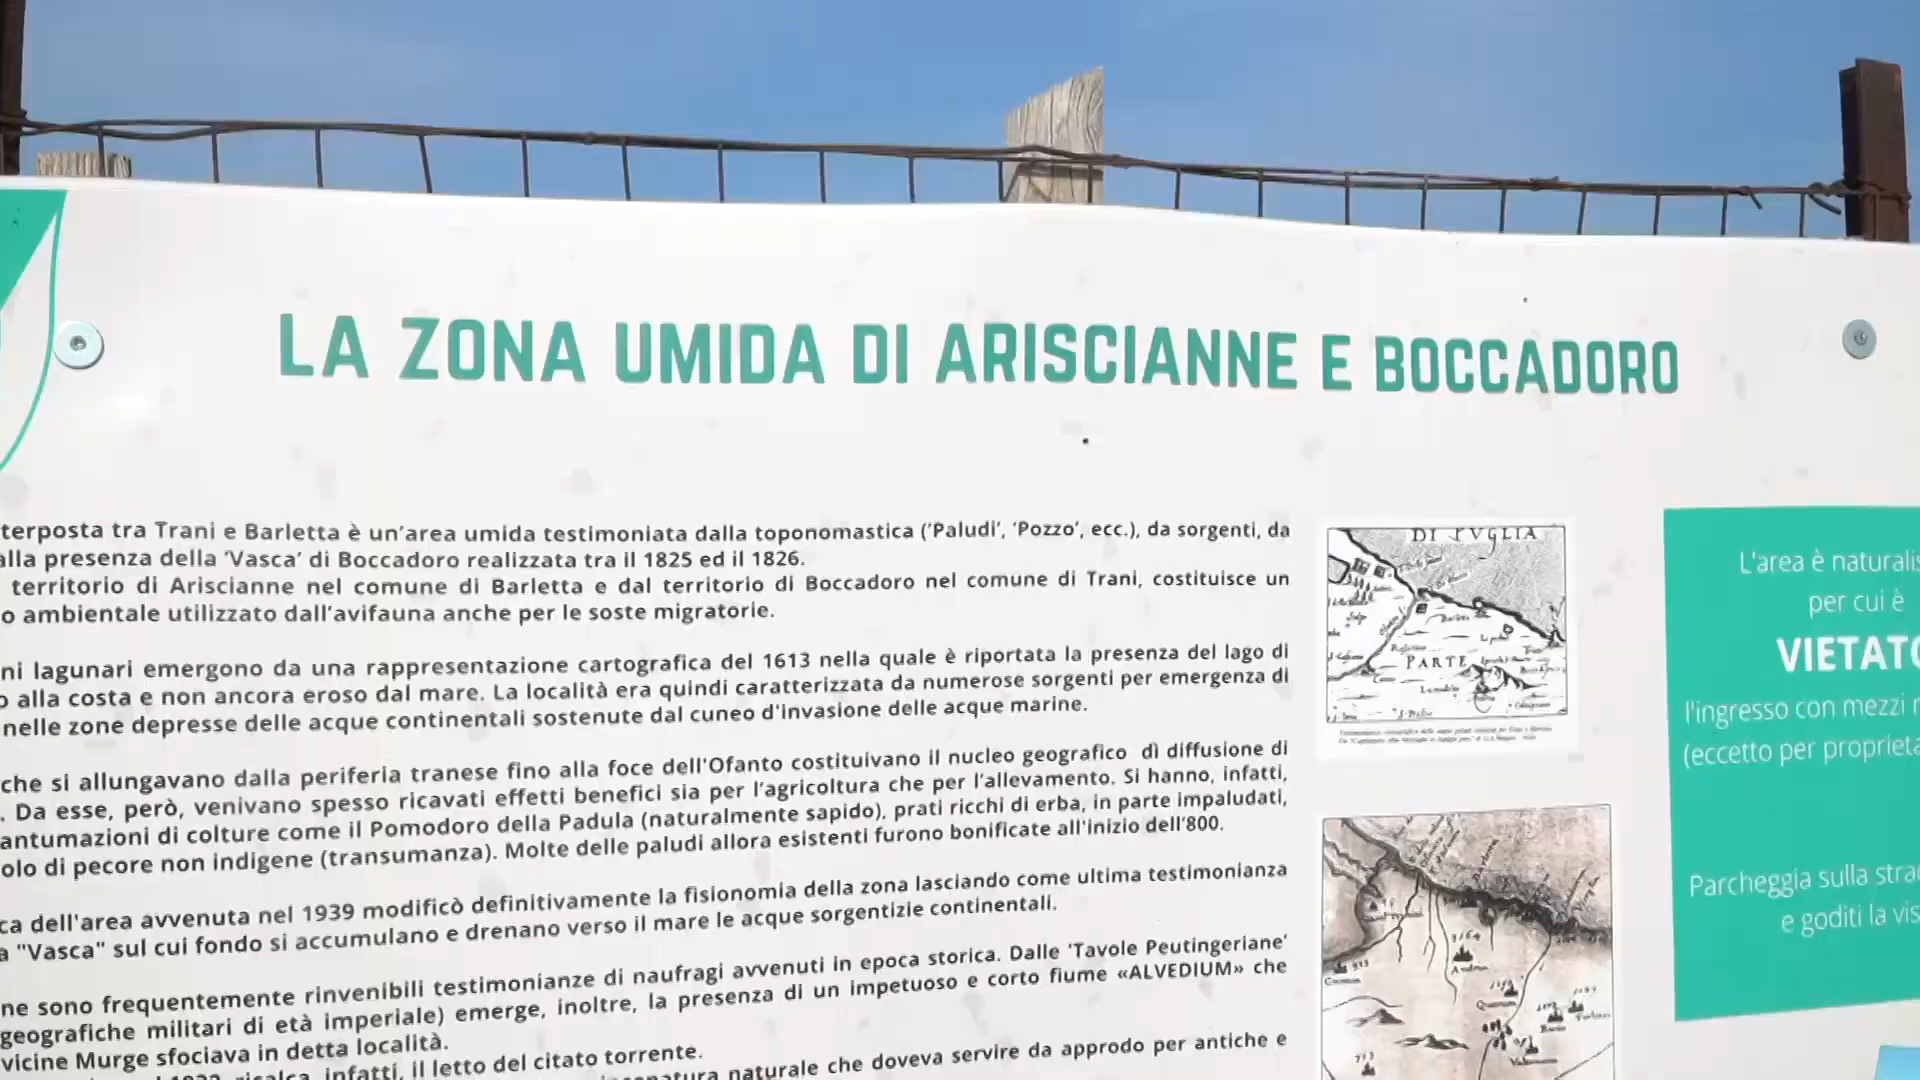 LA ZONA UMIDA DI ARISCIANNE E BOCCADORO
terposta tra Trani e Barletta è un'area umida testimoniata dalla toponomastica ('Paludi', 'Pozzo', ecc.), da sorgenti, da
alla presenza della 'Vasca' di Boccadoro realizzata tra il 1825 ed il 1826.
territorio di Ariscianne nel comune di Barletta e dal territorio di Boccadoro nel comune di Trani, costituisce un
o ambientale utilizzato dall'avifauna anche per le soste migratorie.
ni lagunari emergono da una rappresentazione cartografica del 1613 nella quale è riportata la presenza del lago di
o alla costa e non ancora eroso dal mare. La località era quindi caratterizzata da numerose sorgenti per emergenza di
nelle zone depresse delle acque continentali sostenute dal cuneo d'invasione delle acque marine.
che si allungavano dalla periferia tranese fino alla foce dell'Ofanto costituivano il nucleo geografico di diffusione di
. Da esse, però, venivano spesso ricavati effetti benefici sia per l'agricoltura che per l'allevamento. Si hanno, infatti,
antumazioni di colture come il Pomodoro della Padula (naturalmente sapido), prati ricchi di erba, in parte impaludati,
olo di pecore non indigene (transumanza). Molte delle paludi allora esistenti furono bonificate all'inizio dell'800.
ca dell'area avvenuta nel 1939 modificò definitivamente la fisionomia della zona lasciando come ultima testimonianza
a "Vasca" sul cui fondo si accumulano e drenano verso il mare le acque sorgentizie continentali.
ne sono frequentemente rinvenibili testimonianze di naufragi avvenuti in epoca storica. Dalle 'Tavole Peutingeriane'
geografiche militari di età imperiale) emerge, inoltre, la presenza di un impetuoso e corto fiume «ALVEDIUM» che
vicine Murge sfociava in detta località.
infatti, il letto del citato torrente.
naturale che doveva servire da approdo per antiche e
DI PVGLIA
PARTE
L'area è naturalis
per cui è
VIETATO
l'ingresso con mezzi
(eccetto per proprieta
Parcheggia sulla strad
e goditi la vis